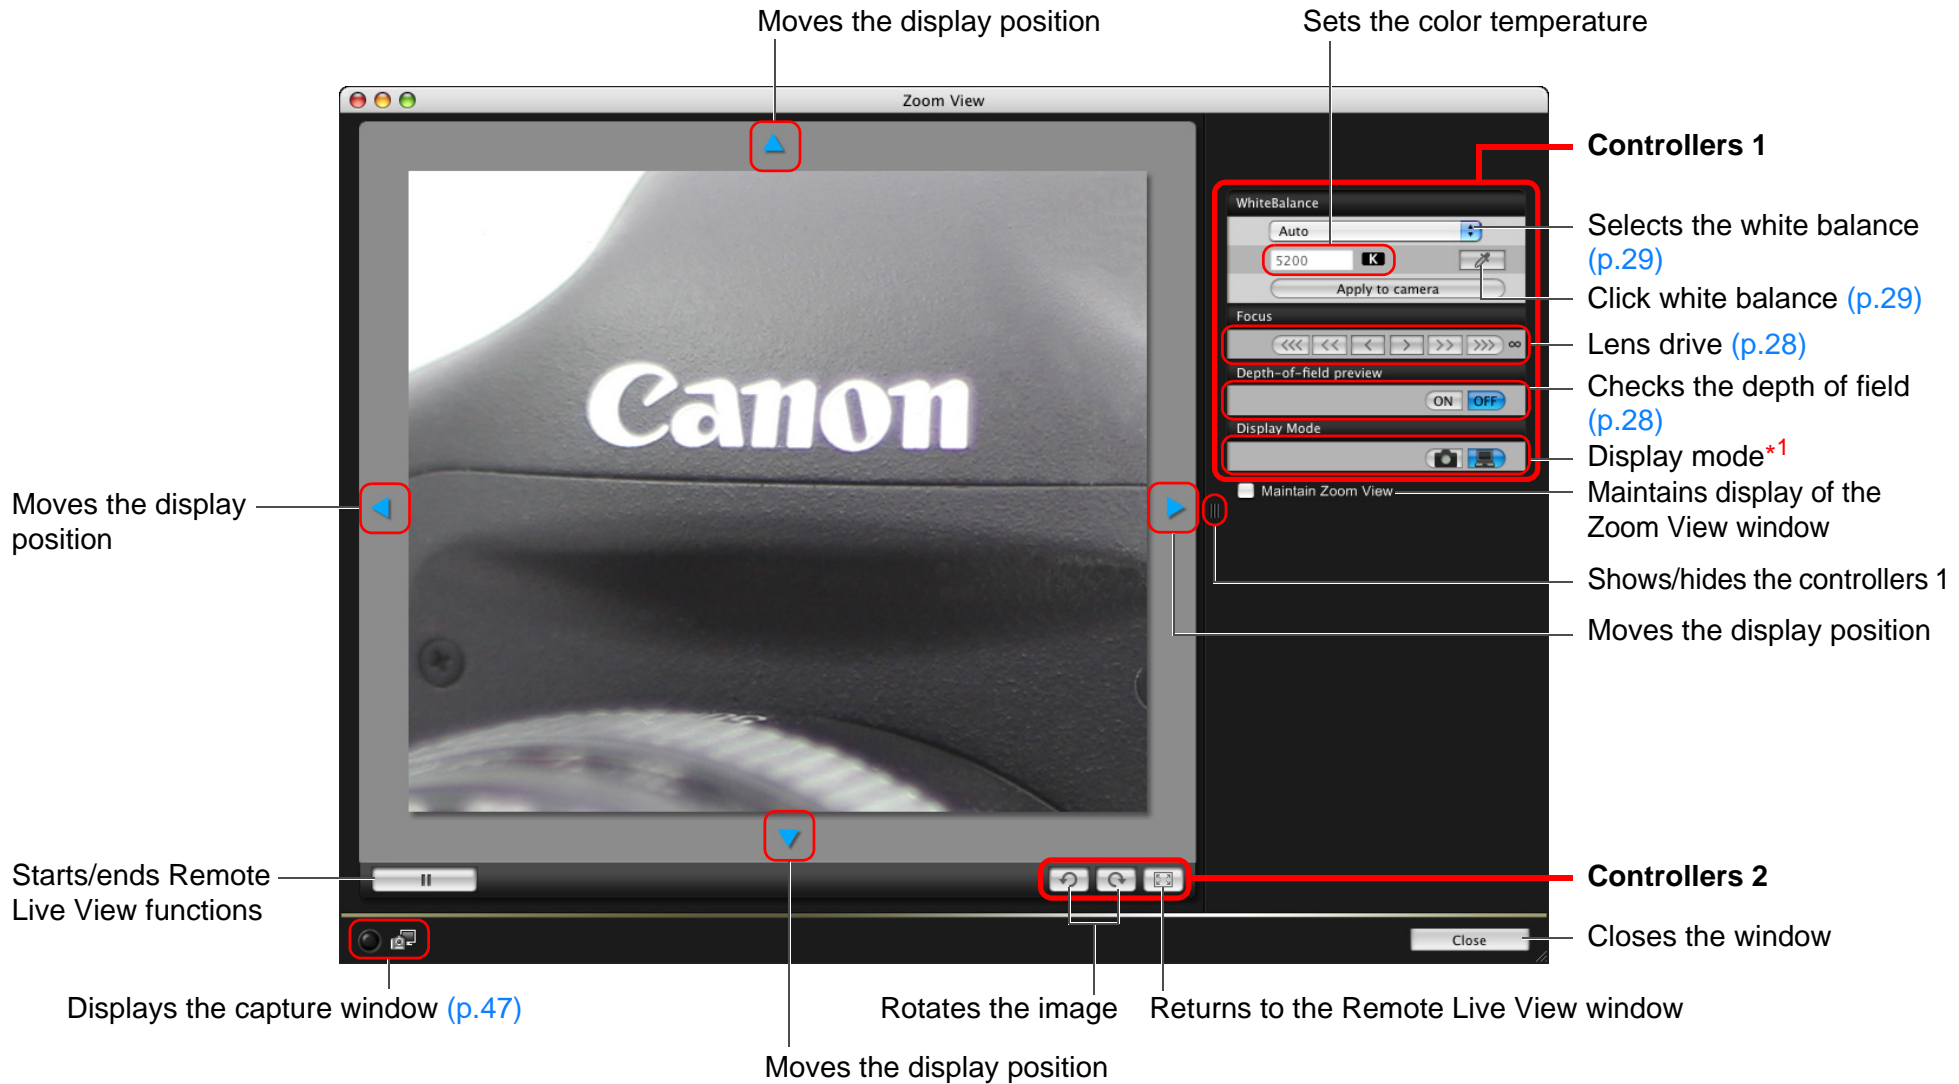 Moves the display position
Sets the color temperature
Zoom View
Controllers 1
WhiteBalance
Auto
Selects the white balance
(p.29)
5200
K
Apply to camera
Click white balance (p.29)
Focus
<<< << < > >> >>> ∞
Lens drive (p.28)
Depth-of-field preview
ON OFF
Checks the depth of field
(p.28)
Display Mode
Display mode*1
Maintain Zoom View
Maintains display of the
Zoom View window
Canon
Moves the display
position
Shows/hides the controllers 1
Moves the display position
Starts/ends Remote
Live View functions
Controllers 2
Close
Closes the window
Displays the capture window (p.47)
Rotates the image
Returns to the Remote Live View window
Moves the display position